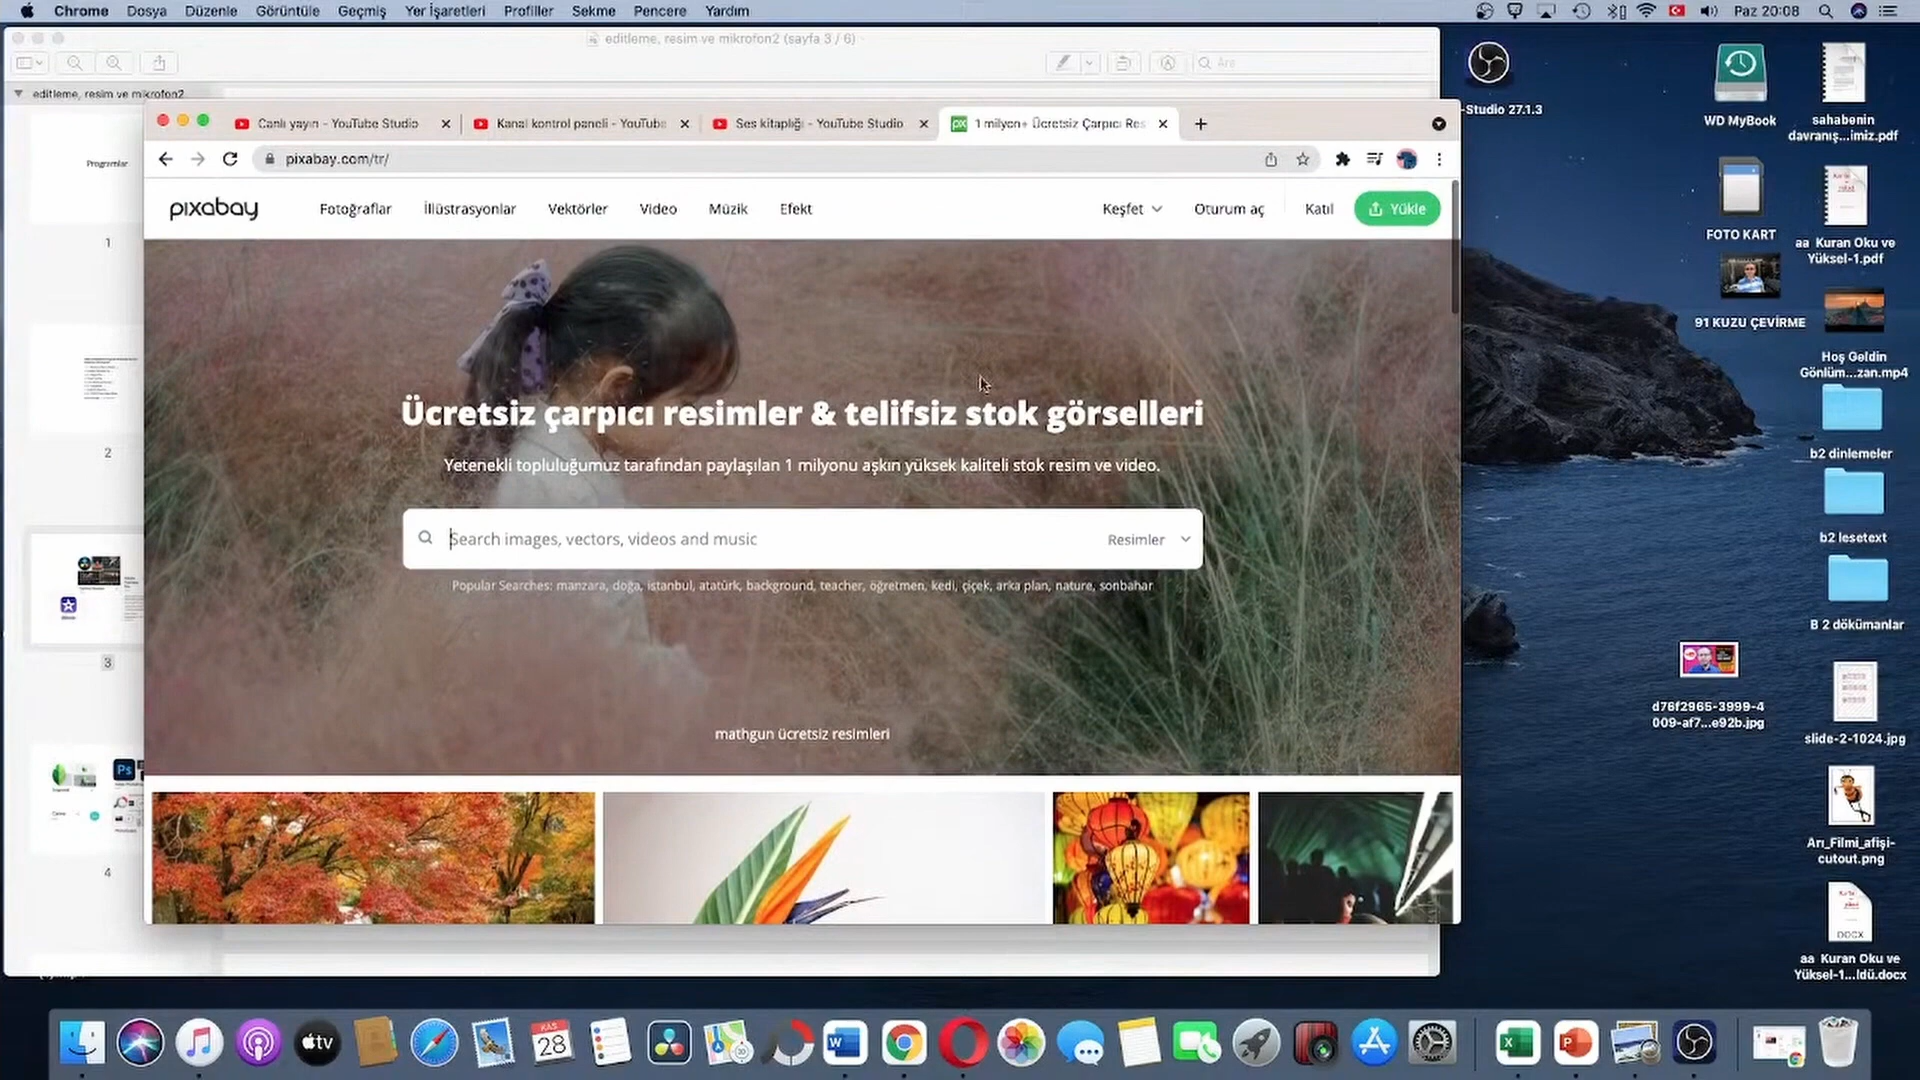 Chrome Dosya Düzenle Görüntüle Geçmiş Yer İşaretleri Profiller Sekme Pencere Yardım
Paz 20:08
editleme, resim ve mikrofon2 (sayfa 3 / 6)
Ara
editleme, resim ve mikrofon2
Programlar
1
2
3
4
Canlı yayın - YouTube Studio
Kanal kontrol paneli - YouTube
Ses kitaplığı - YouTube Studio
1 milyon+ Ücretsiz Çarpıcı Res
pixabay.com/tr/
pixabay
Fotoğraflar İllüstrasyonlar Vektörler Video Müzik Efekt
Keşfet Oturum aç Katıl Yükle
Ücretsiz çarpıcı resimler & telifsiz stok görselleri
Yetenekli topluluğumuz tarafından paylaşılan 1 milyonu aşkın yüksek kaliteli stok resim ve video.
Search images, vectors, videos and music
Resimler
Popular Searches: manzara, doğa, istanbul, atatürk, background, teacher, öğretmen, kedi, çiçek, arka plan, nature, sonbahar
mathgun ücretsiz resimleri
-Studio 27.1.3
WD MyBook
sahabenin
davranış...imiz.pdf
FOTO KART
aa Kuran Oku ve
Yüksel-1.pdf
91 KUZU ÇEVİRME
Hoş Geldin
Gönlüm...zan.mp4
b2 dinlemeler
b2 lesetext
B 2 dökümanlar
d76f2965-3999-4
009-af7...e92b.jpg
slide-2-1024.jpg
Arı_Filmi_afişi-
cutout.png
DOCX
aa Kuran Oku ve
Yüksel-1...ldü.docx
tv
KAS
28
W
X
P
Ps